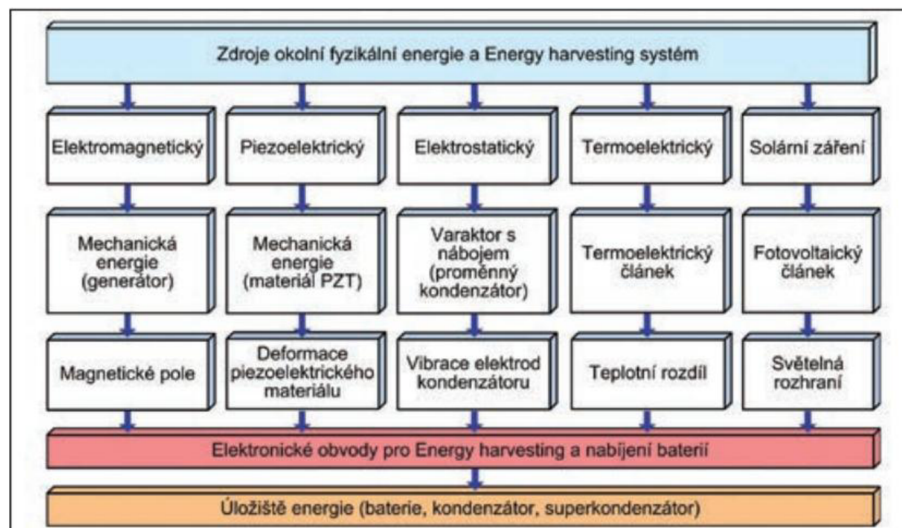 Zdroje okolní fyzikální energie a Energy harvesting systém
Elektromagnetický
Piezoelektrický
Elektrostatický
Termoelektrický
Solární záření
Mechanická
energie
(generátor)
Mechanická
energie
(materiál PZT)
Varaktor s
nábojem
(proměnný
kondenzátor)
Termoelektrický
článek
Fotovoltaický
článek
Magnetické pole
Deformace
piezoelektrického
materiálu
Vibrace elektrod
kondenzátoru
Teplotní rozdíl
Světelná
rozhraní
Elektronické obvody pro Energy harvesting a nabíjení baterií
Úložiště energie (baterie, kondenzátor, superkondenzátor)